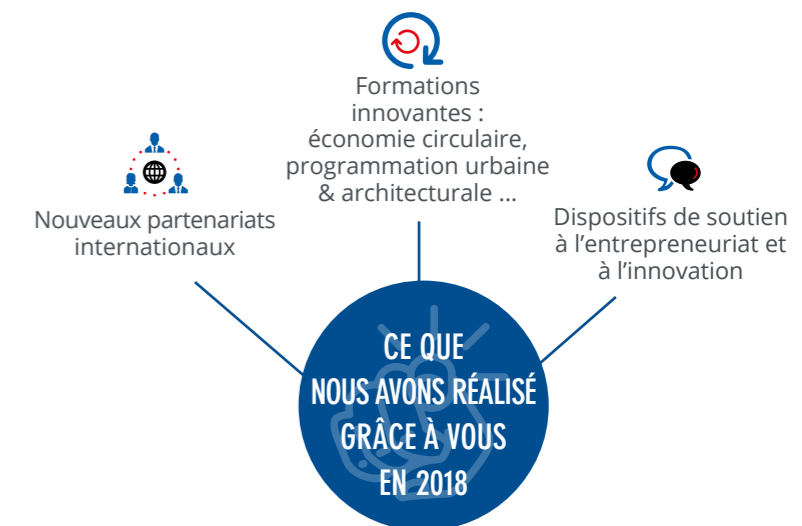 Formations
innovantes :
économie circulaire,
programmation urbaine
& architecturale ...
Nouveaux partenariats
internationaux
Dispositifs de soutien
à l’entrepreneuriat et
à l’innovation
CE QUE
NOUS AVONS RÉALISÉ
GRÂCE À VOUS
EN 2018